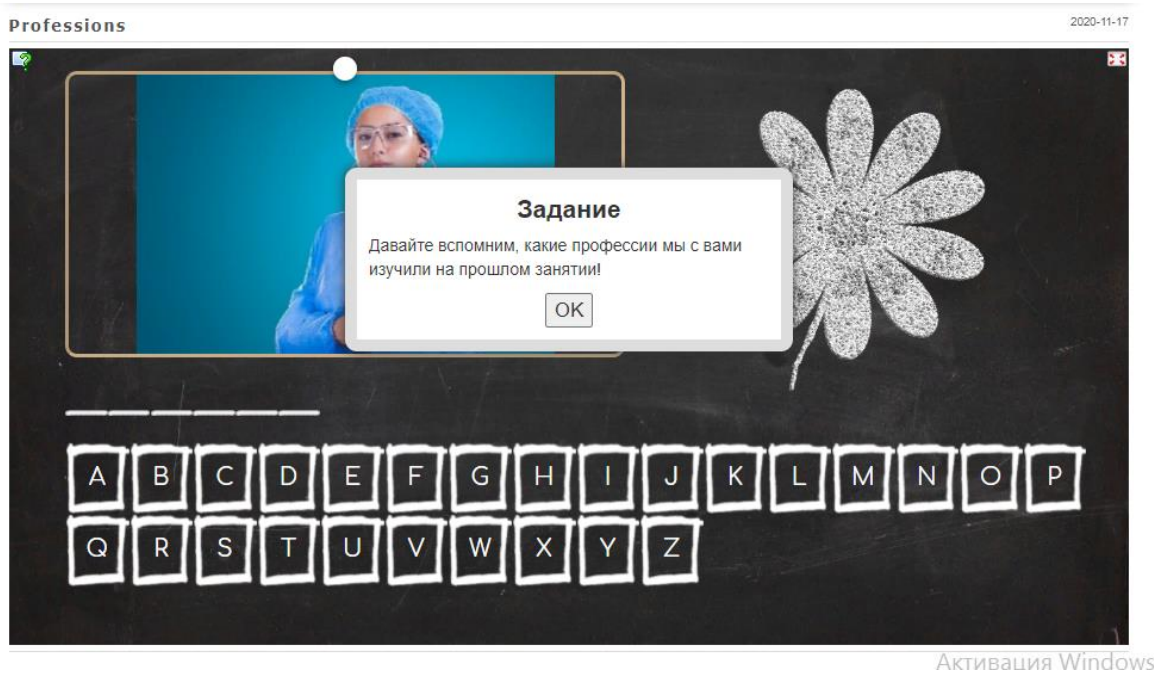 Professions
2020-11-17
Задание
Давайте вспомним, какие профессии мы с вами
изучили на прошлом занятии!
OK
A B C D E F G H I J K L M N O P
Q R S T U V W X Y Z
Активация Windows